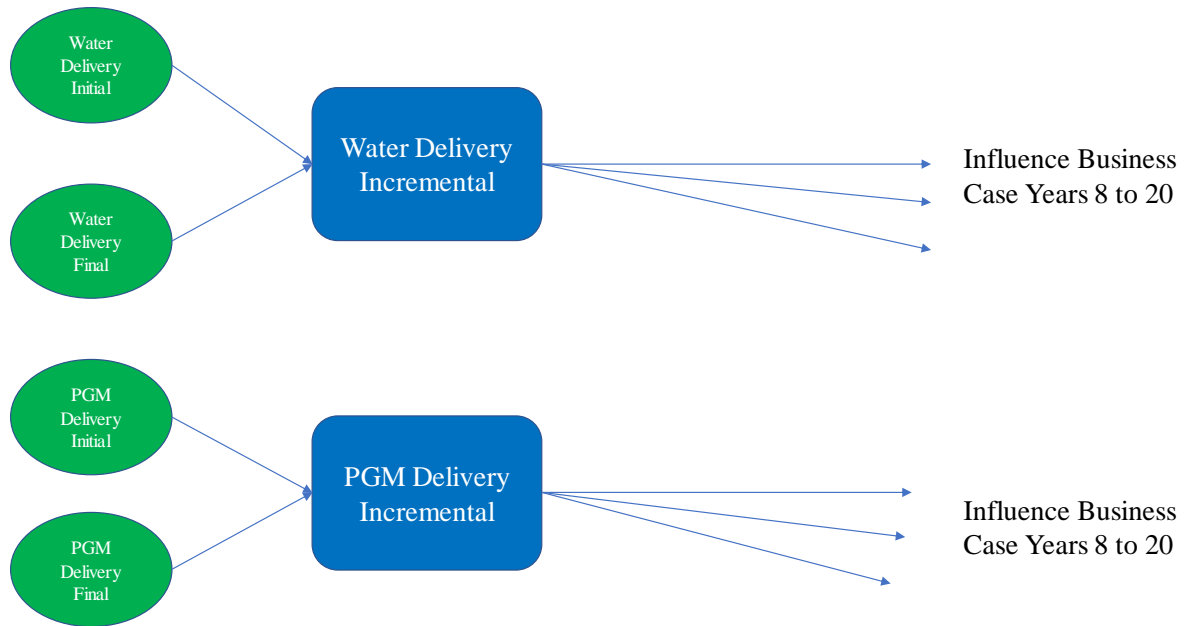 Water
Delivery
Initial
Water Delivery
Incremental
Influence Business
Case Years 8 to 20
Water
Delivery
Final
PGM
Delivery
Initial
PGM Delivery
Incremental
Influence Business
Case Years 8 to 20
PGM
Delivery
Final